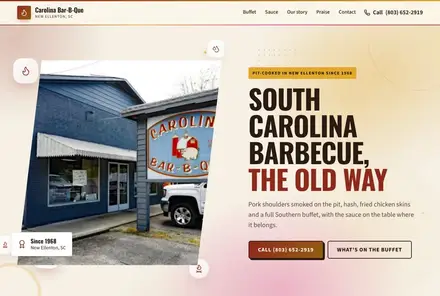 Carolina Bar-B-Que
NEW ELLENTON, SC
Buffet
Sauce
Our story
Praise
Contact
Call (803) 652-2919
PIT-COOKED IN NEW ELLENTON SINCE 1968
SOUTH
CAROLINA
BARBECUE,
THE OLD WAY
Pork shoulders smoked on the pit, hash, fried chicken skins
and a full Southern buffet, with the sauce on the table where
it belongs.
CALL (803) 652-2919
WHAT'S ON THE BUFFET
CAROLIN
BAR-B-Q
Since 1968
New Ellenton, SC